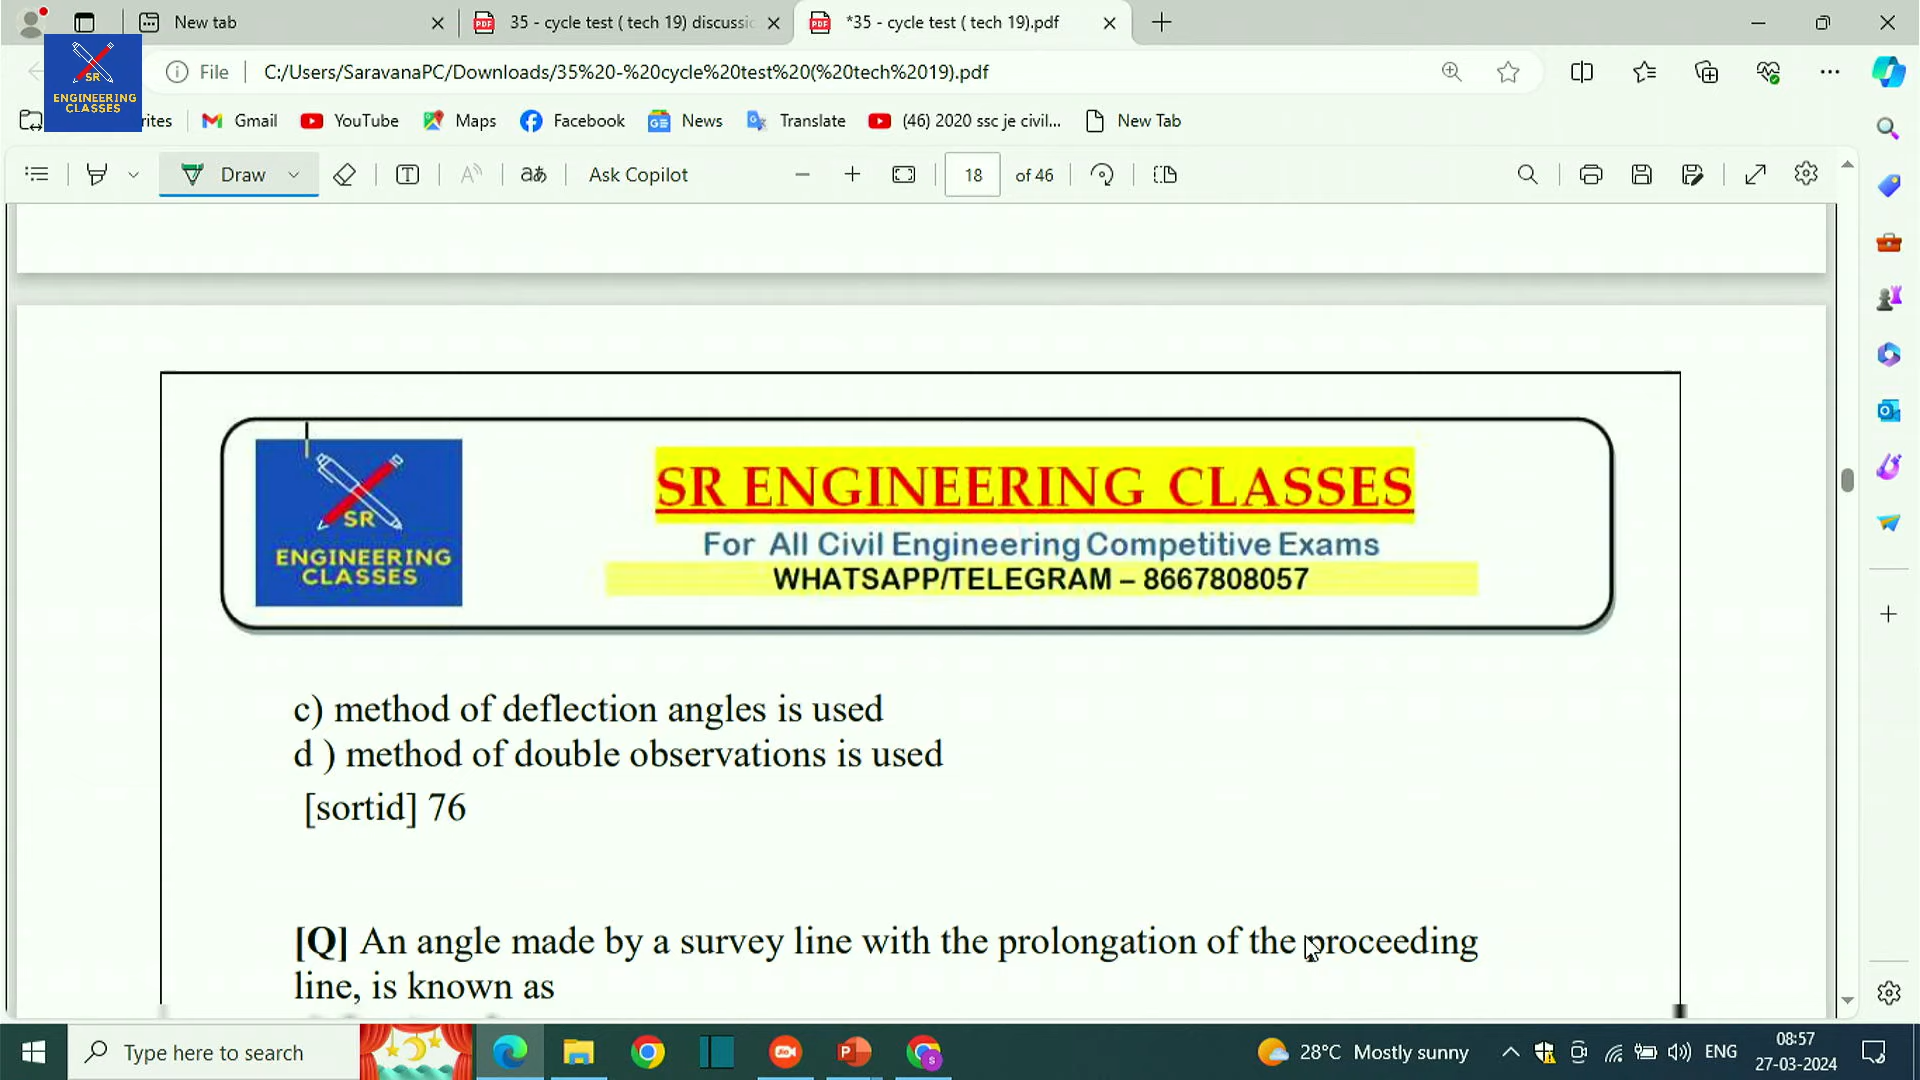 New tab
35 - cycle test ( tech 19) discussi
*35 - cycle test ( tech 19).pdf
File
C:/Users/SaravanaPC/Downloads/35%20-%20cycle%20test%20(%20tech%2019).pdf
SR
ENGINEERING
CLASSES
rites
Gmail
YouTube
Maps
Facebook
News
Translate
(46) 2020 ssc je civil...
New Tab
Draw
aあ
Ask Copilot
18
of 46
SR
ENGINEERING
CLASSES
SR ENGINEERING CLASSES
For All Civil Engineering Competitive Exams
WHATSAPP/TELEGRAM – 8667808057
c) method of deflection angles is used
d ) method of double observations is used
[sortid] 76
[Q] An angle made by a survey line with the prolongation of the proceeding
line, is known as
Type here to search
28°C Mostly sunny
ENG
08:57
27-03-2024